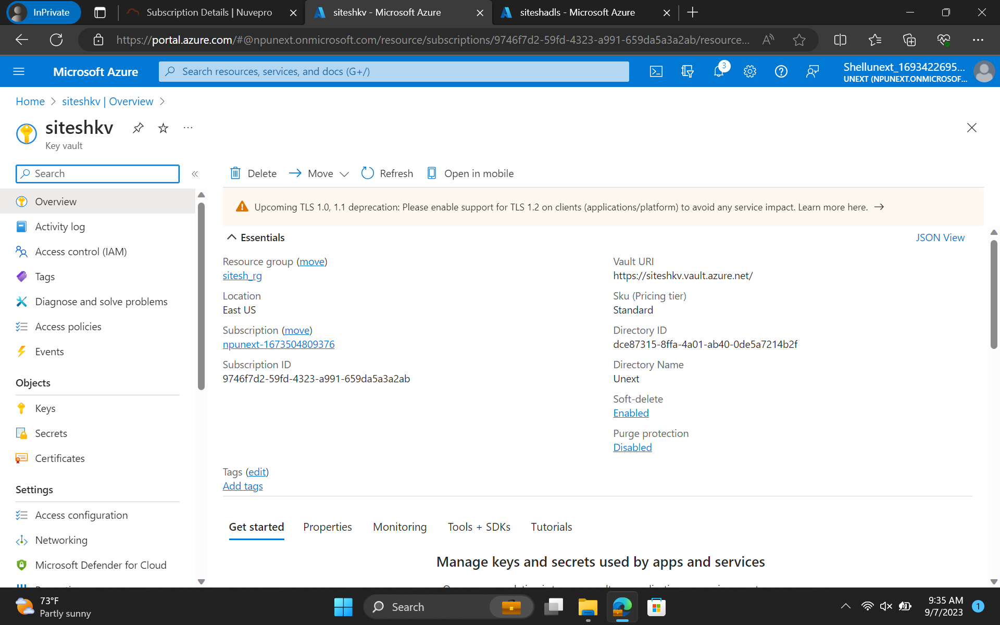 InPrivate
Subscription Details | Nuvepro
siteshkv - Microsoft Azure
siteshadls - Microsoft Azure
https://portal.azure.com/#@npunext.onmicrosoft.com/resource/subscriptions/9746f7d2-59fd-4323-a991-659da5a3a2ab/resource...
Microsoft Azure
Search resources, services, and docs (G+/)
3
Shellunext_1693422695...
UNEXT (NPUNEXT.ONMICROSOF...
Home > siteshkv | Overview >
siteshkv
Key vault
Search
Delete
Move
Refresh
Open in mobile
Overview
Activity log
Access control (IAM)
Tags
Diagnose and solve problems
Access policies
Events
Objects
Keys
Secrets
Certificates
Settings
Access configuration
Networking
Microsoft Defender for Cloud
Upcoming TLS 1.0, 1.1 deprecation: Please enable support for TLS 1.2 on clients (applications/platform) to avoid any service impact. Learn more here. →
Essentials
JSON View
Resource group (move)
sitesh_rg
Location
East US
Subscription (move)
npunext-1673504809376
Subscription ID
9746f7d2-59fd-4323-a991-659da5a3a2ab
Vault URI
https://siteshkv.vault.azure.net/
Sku (Pricing tier)
Standard
Directory ID
dce87315-8ffa-4a01-ab40-0de5a7214b2f
Directory Name
Unext
Soft-delete
Enabled
Purge protection
Disabled
Tags (edit)
Add tags
Get started
Properties
Monitoring
Tools + SDKs
Tutorials
Manage keys and secrets used by apps and services
73°F
Partly sunny
Search
9:35 AM
9/7/2023
1